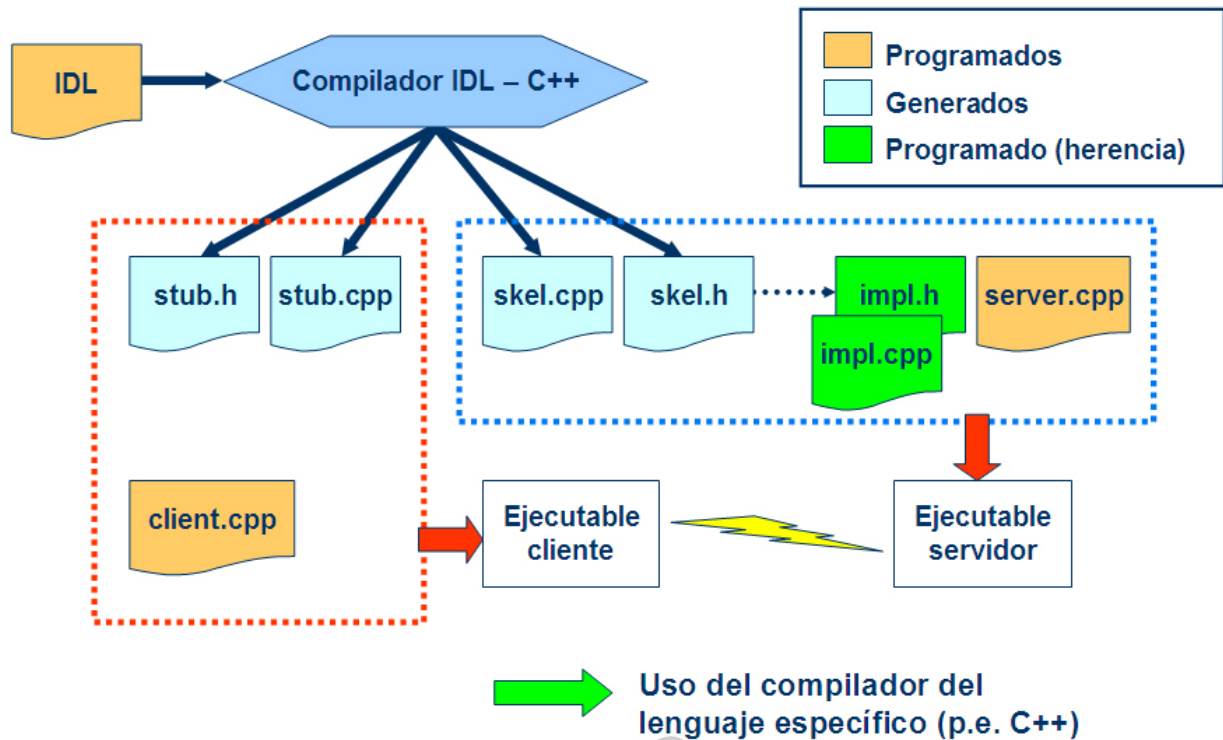 IDL
Compilador IDL – C++
Programados
Generados
Programado (herencia)
stub.h
stub.cpp
skel.cpp
skel.h
impl.h
impl.cpp
server.cpp
client.cpp
Ejecutable
cliente
Ejecutable
servidor
Uso del compilador del
lenguaje específico (p.e. C++)